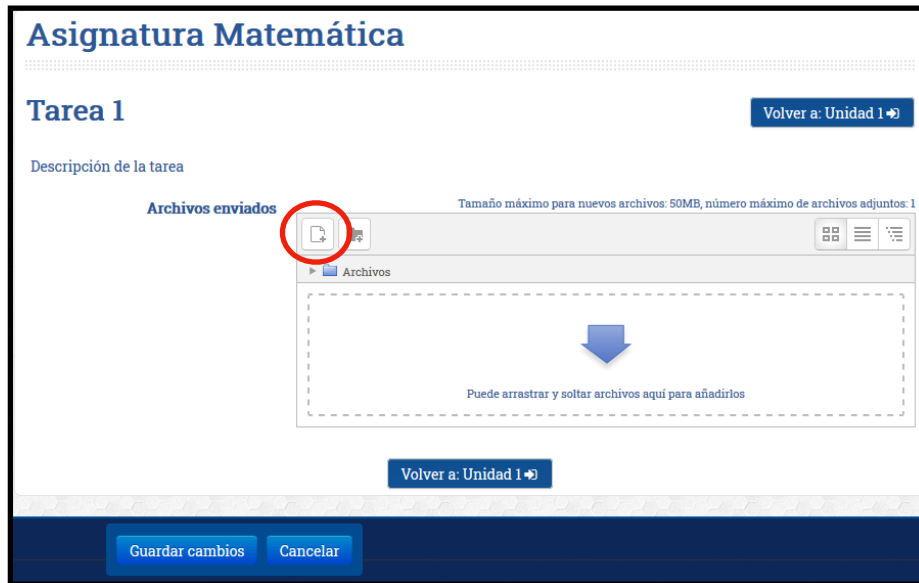 Asignatura Matemática
Tarea 1
Volver a: Unidad 1
Descripción de la tarea
Archivos enviados
Tamaño máximo para nuevos archivos: 50MB, número máximo de archivos adjuntos: 1
Archivos
Puede arrastrar y soltar archivos aquí para añadirlos
Volver a: Unidad 1
Guardar cambios Cancelar